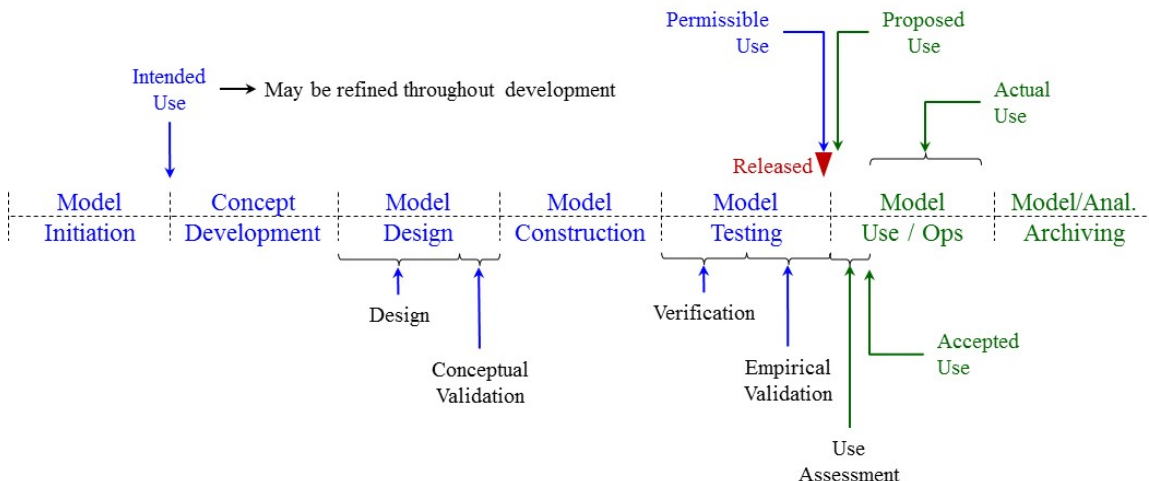 Permissible
Use
Proposed
Use
Intended
Use
May be refined throughout development
Actual
Use
Released
Model
Initiation
Concept
Development
Model
Design
Model
Construction
Model
Testing
Model
Use / Ops
Model/Anal.
Archiving
Design
Verification
Conceptual
Validation
Empirical
Validation
Accepted
Use
Use
Assessment